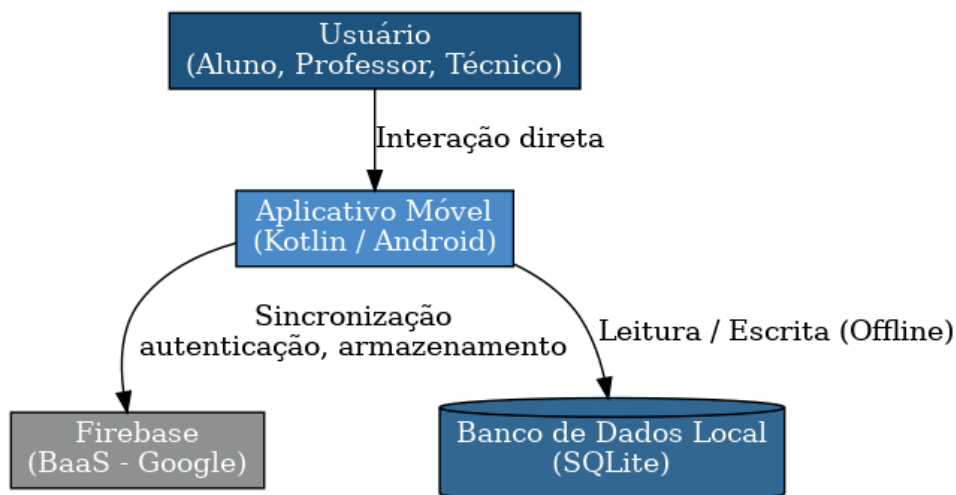 Usuário
(Aluno, Professor, Técnico)
Interação direta
Aplicativo Móvel
(Kotlin / Android)
Sincronização
autenticação, armazenamento
Leitura / Escrita (Offline)
Firebase
(BaaS - Google)
Banco de Dados Local
(SQLite)